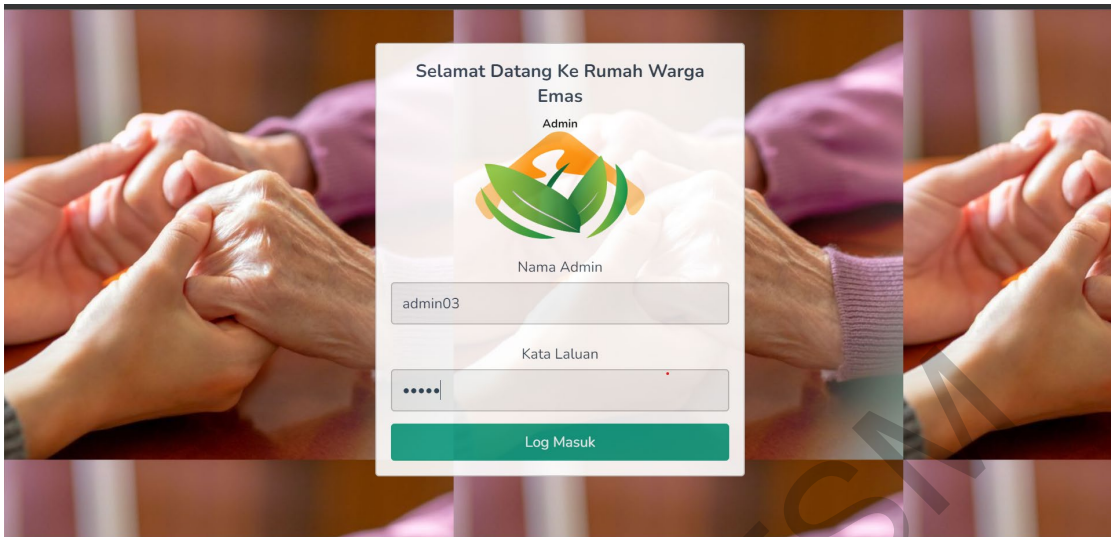 Selamat Datang Ke Rumah Warga
Emas
Admin
Nama Admin
admin03
Kata Laluan
•••••
Log Masuk